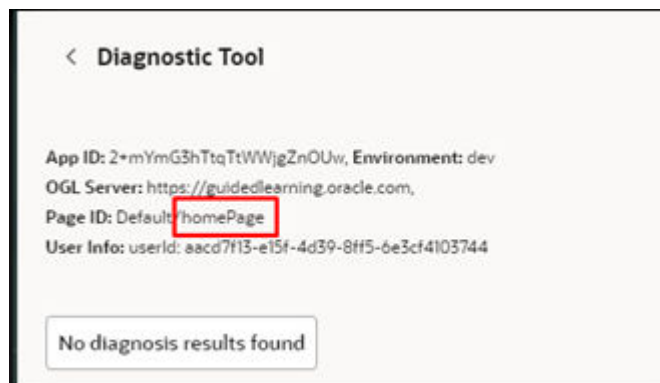 Diagnostic Tool
App ID: 2+mYmG3hTtqTtWWjgZnOUw, Environment: dev
OGL Server: https://guidedlearning.oracle.com,
Page ID: Default/homePage
User Info: userId: aacd7f13-e15f-4d39-8ff5-6e3cf4103744
No diagnosis results found